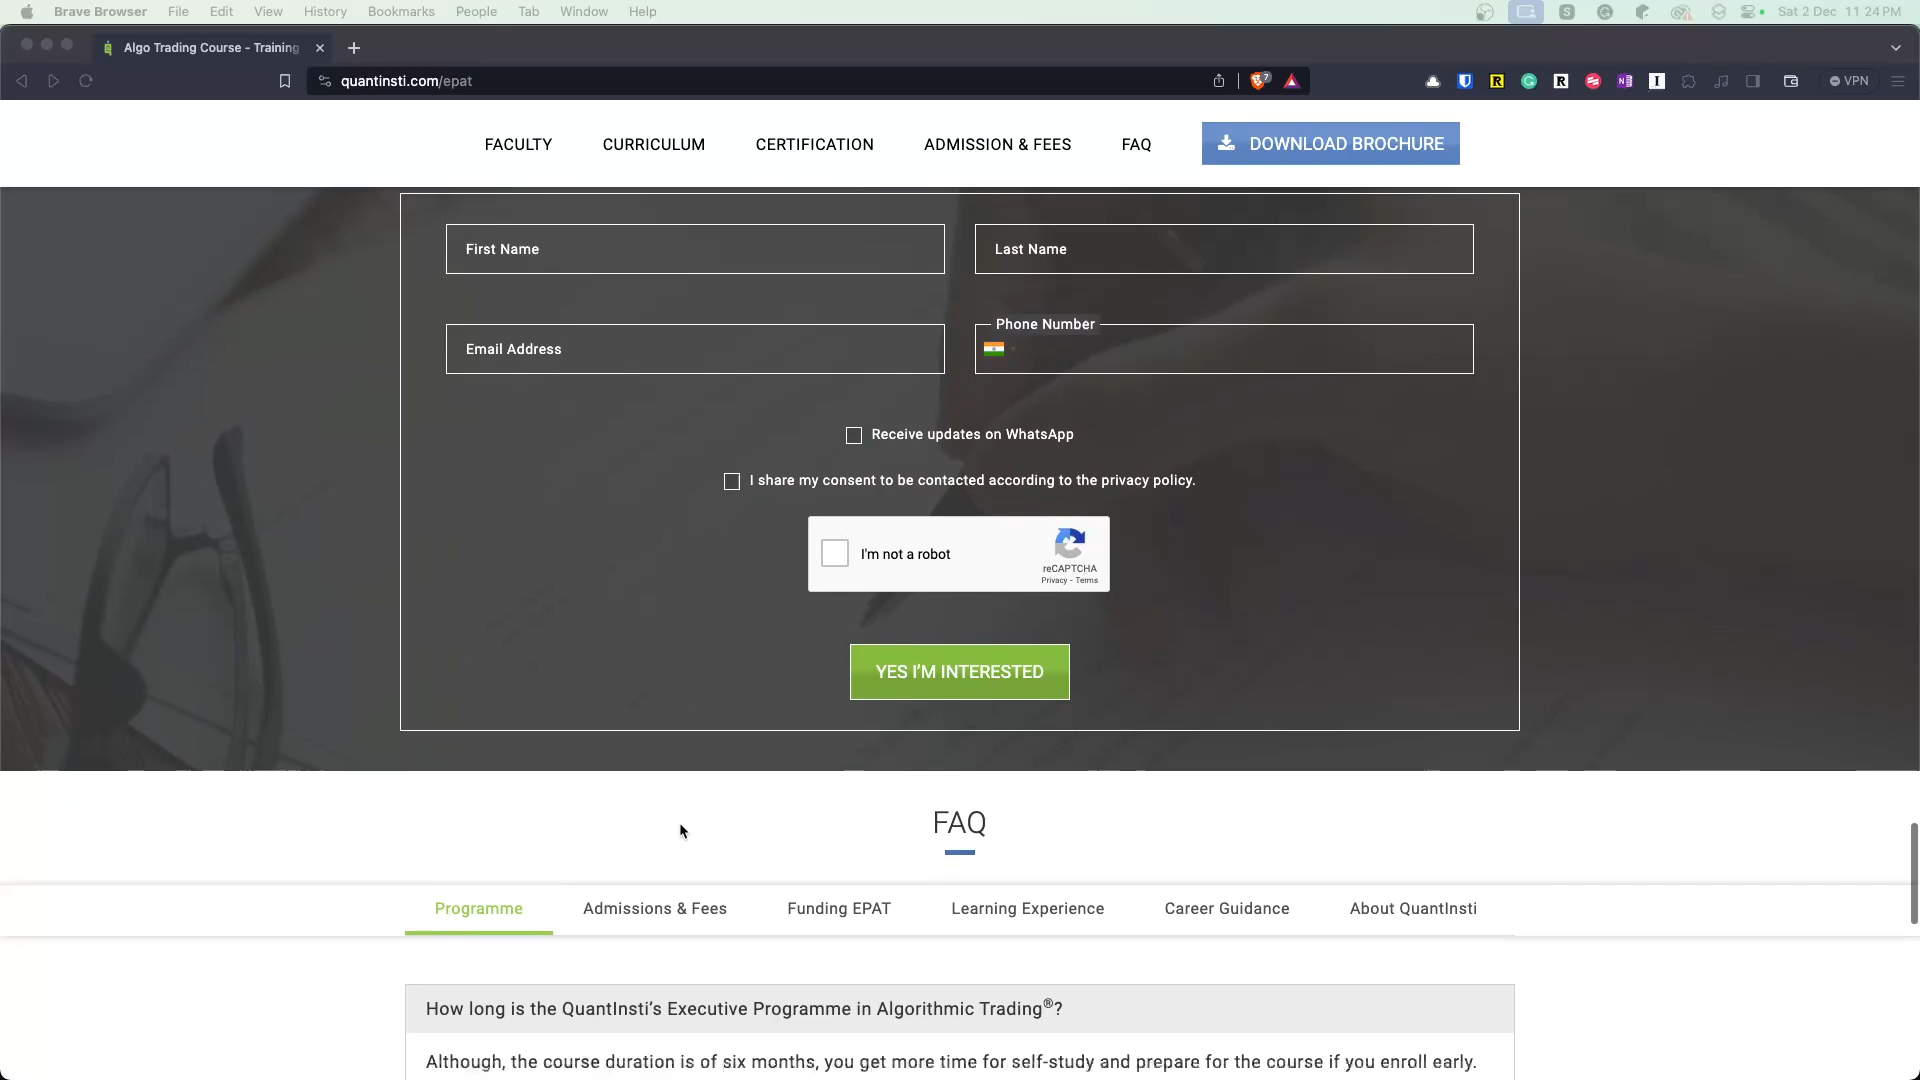 Brave Browser File Edit View History Bookmarks People Tab Window Help Sat 2 Dec 11 24 PM
Algo Trading Course - Training
quantinsti.com/epat
7
VPN
FACULTY CURRICULUM CERTIFICATION ADMISSION & FEES FAQ DOWNLOAD BROCHURE
First Name Last Name
Phone Number
Email Address
Receive updates on WhatsApp
I share my consent to be contacted according to the privacy policy.
I'm not a robot
reCAPTCHA
Privacy - Terms
YES I'M INTERESTED
FAQ
Programme Admissions & Fees Funding EPAT Learning Experience Career Guidance About QuantInsti
How long is the QuantInsti's Executive Programme in Algorithmic Trading®?
Although, the course duration is of six months, you get more time for self-study and prepare for the course if you enroll early.